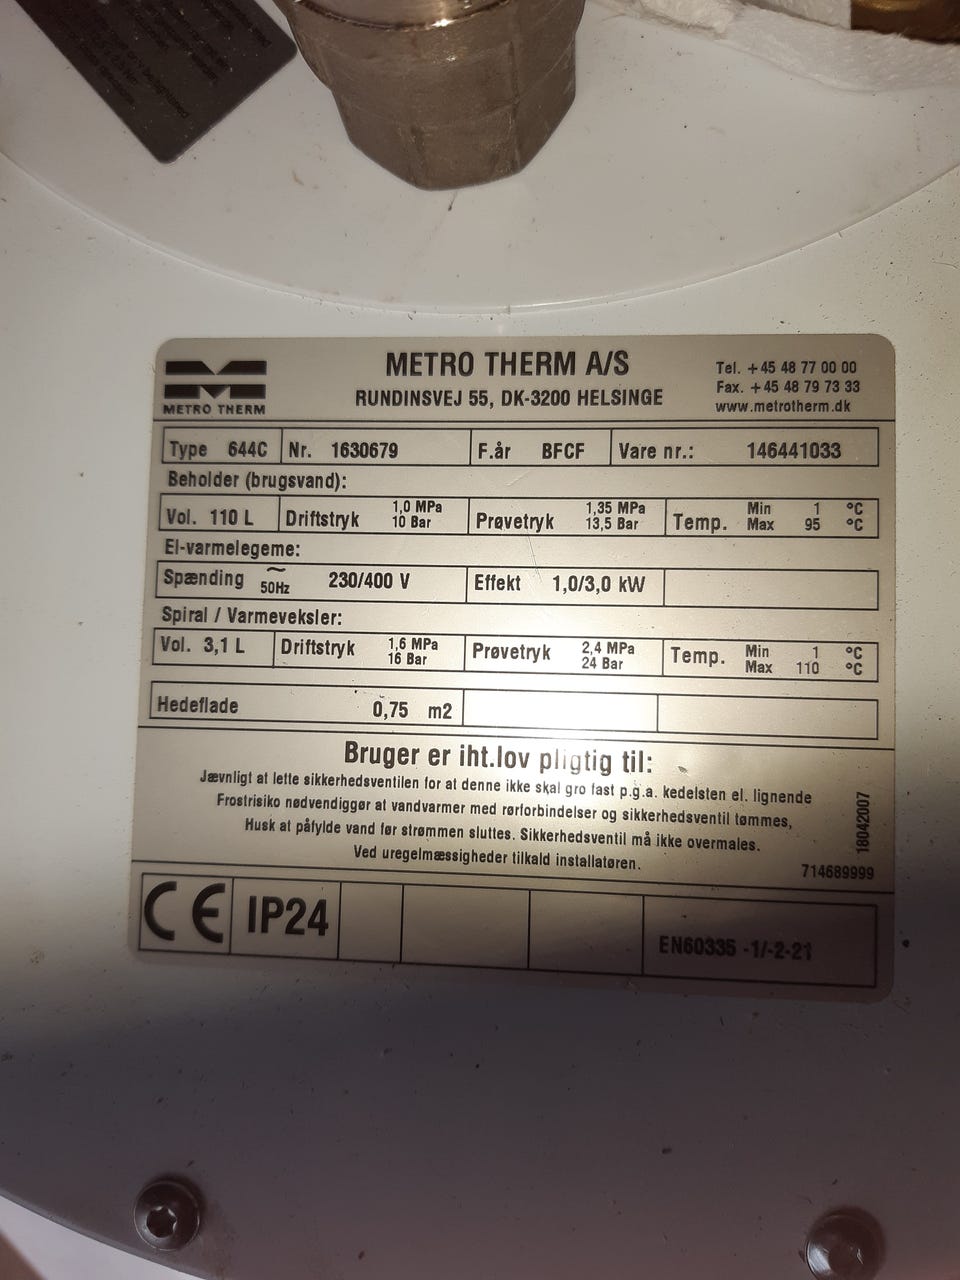 METRO THERM
METRO THERM A/S
RUNDINSVEJ 55, DK-3200 HELSINGE
Tel. +45 48 77 00 00
Fax. +45 48 79 73 33
www.metrotherm.dk
Type 644C Nr. 1630679 F.år BFCF Vare nr.: 146441033
Beholder (brugsvand):
Vol. 110 L Driftstryk 1,0 MPa 10 Bar Prøvetryk 1,35 MPa 13,5 Bar Temp. Min 1 °C Max 95 °C
El-varmelegeme:
Spænding ~ 50Hz 230/400 V Effekt 1,0/3,0 kW
Spiral / Varmeveksler:
Vol. 3,1 L Driftstryk 1,6 MPa 16 Bar Prøvetryk 2,4 MPa 24 Bar Temp. Min 1 °C Max 110 °C
Hedeflade 0,75 m2
Bruger er iht.lov pligtig til:
Jævnligt at lette sikkerhedsventilen for at denne ikke skal gro fast p.g.a. kedelsten el. lignende
Frostrisiko nødvendiggør at vandvarmer med rørforbindelser og sikkerhedsventil tømmes,
Husk at påfylde vand før strømmen sluttes. Sikkerhedsventil må ikke overmales.
Ved uregelmæssigheder tilkald installatøren.
18042007
714689999
CE IP24 EN60335 -1/-2-21